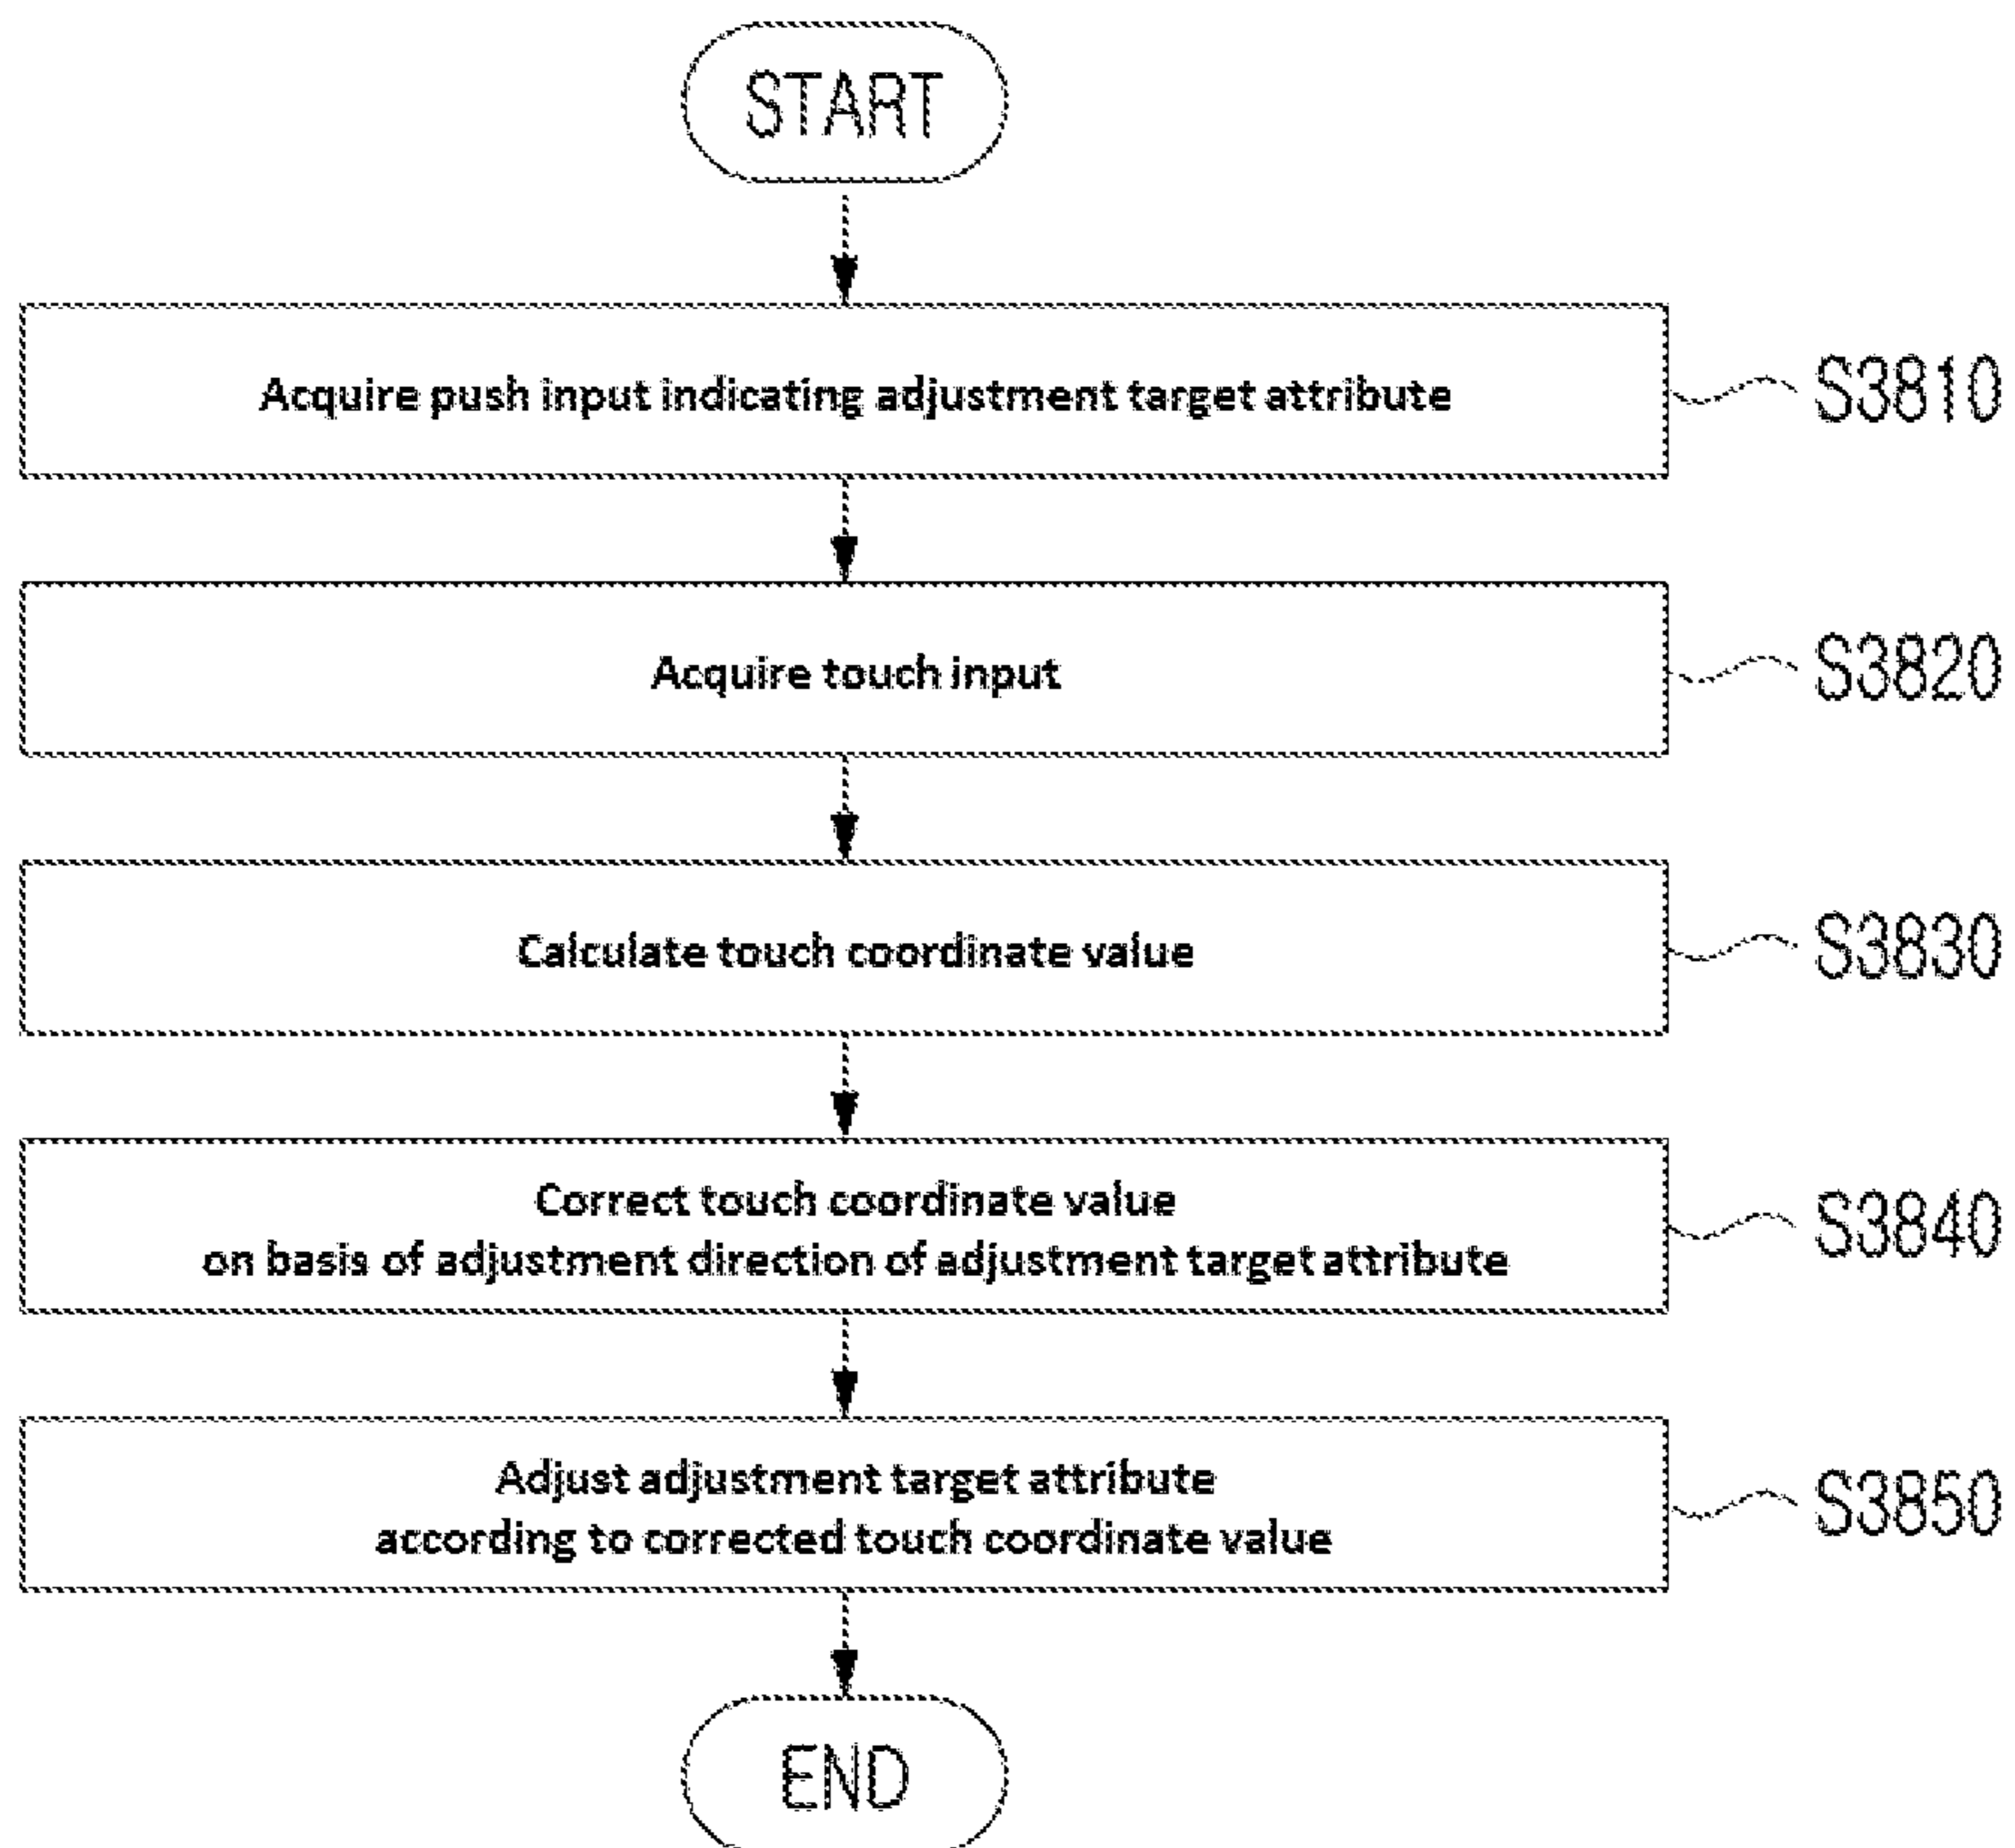 START
Acquire push input indicating adjustment target attribute
S3810
Acquire touch input
S3820
Calculate touch coordinate value
S3830
Correct touch coordinate value
on basis of adjustment direction of adjustment target attribute
S3840
Adjust adjustment target attribute
according to corrected touch coordinate value
S3850
END